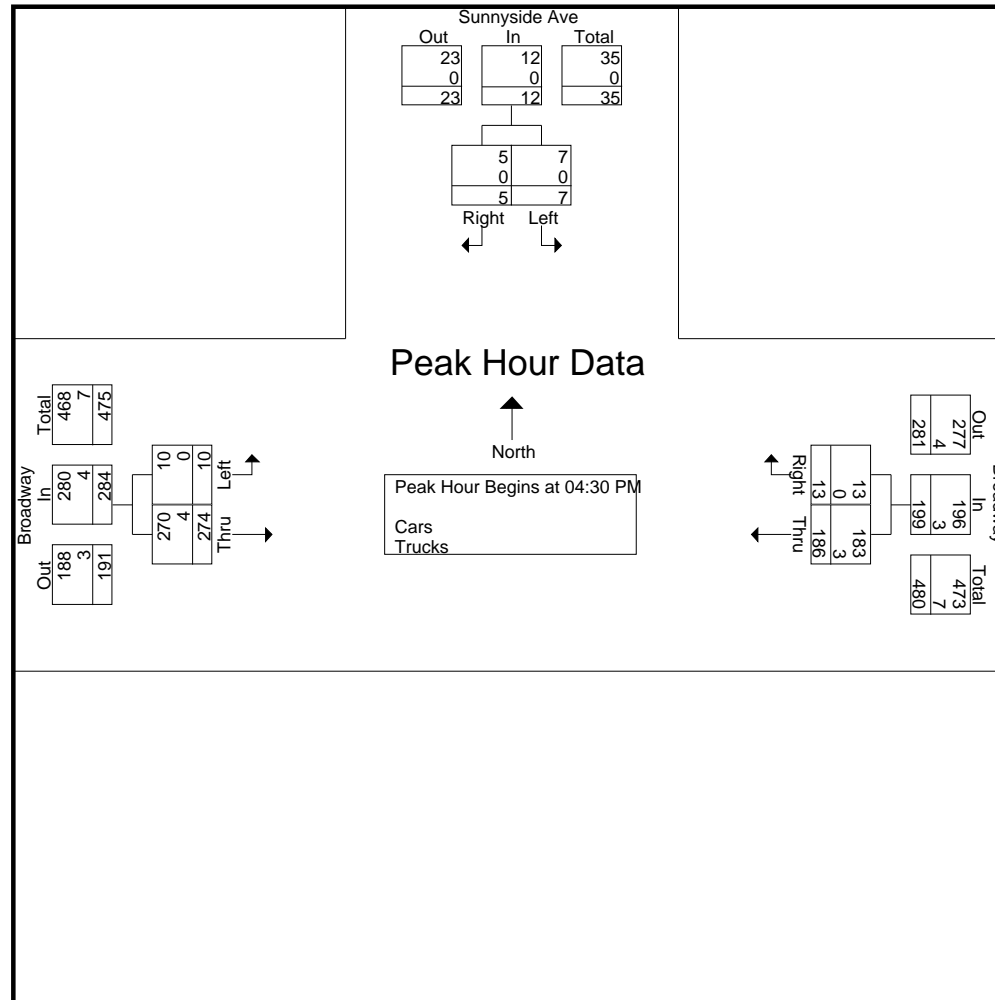 Sunnyside Ave
Out In Total
23 12 35
0 0 0
23 12 35
5 7
0 0
5 7
Right Left
Peak Hour Data
North
Peak Hour Begins at 04:30 PM
Cars
Trucks
Broadway
Total
468
7
475
In
280
4
284
Out
188
3
191
Left
10
0
10
Thru
270
4
274
Out
277
4
281
In
196
3
199
Total
473
7
480
Right
13
0
13
Thru
183
3
186